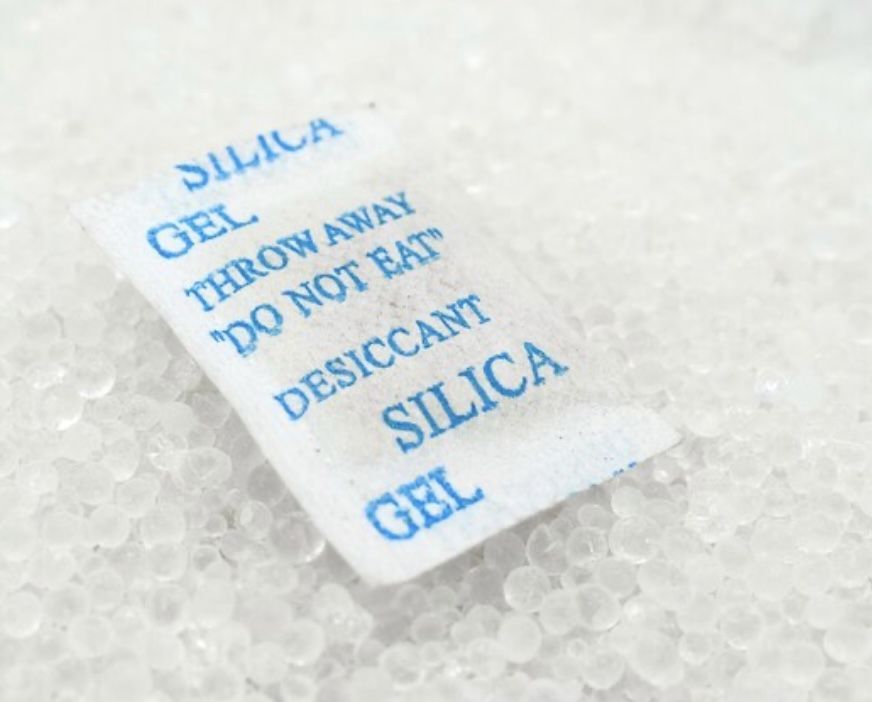 SILICA
GEL
THROW AWAY
"DO NOT EAT"
DESICCANT
SILICA
GEL